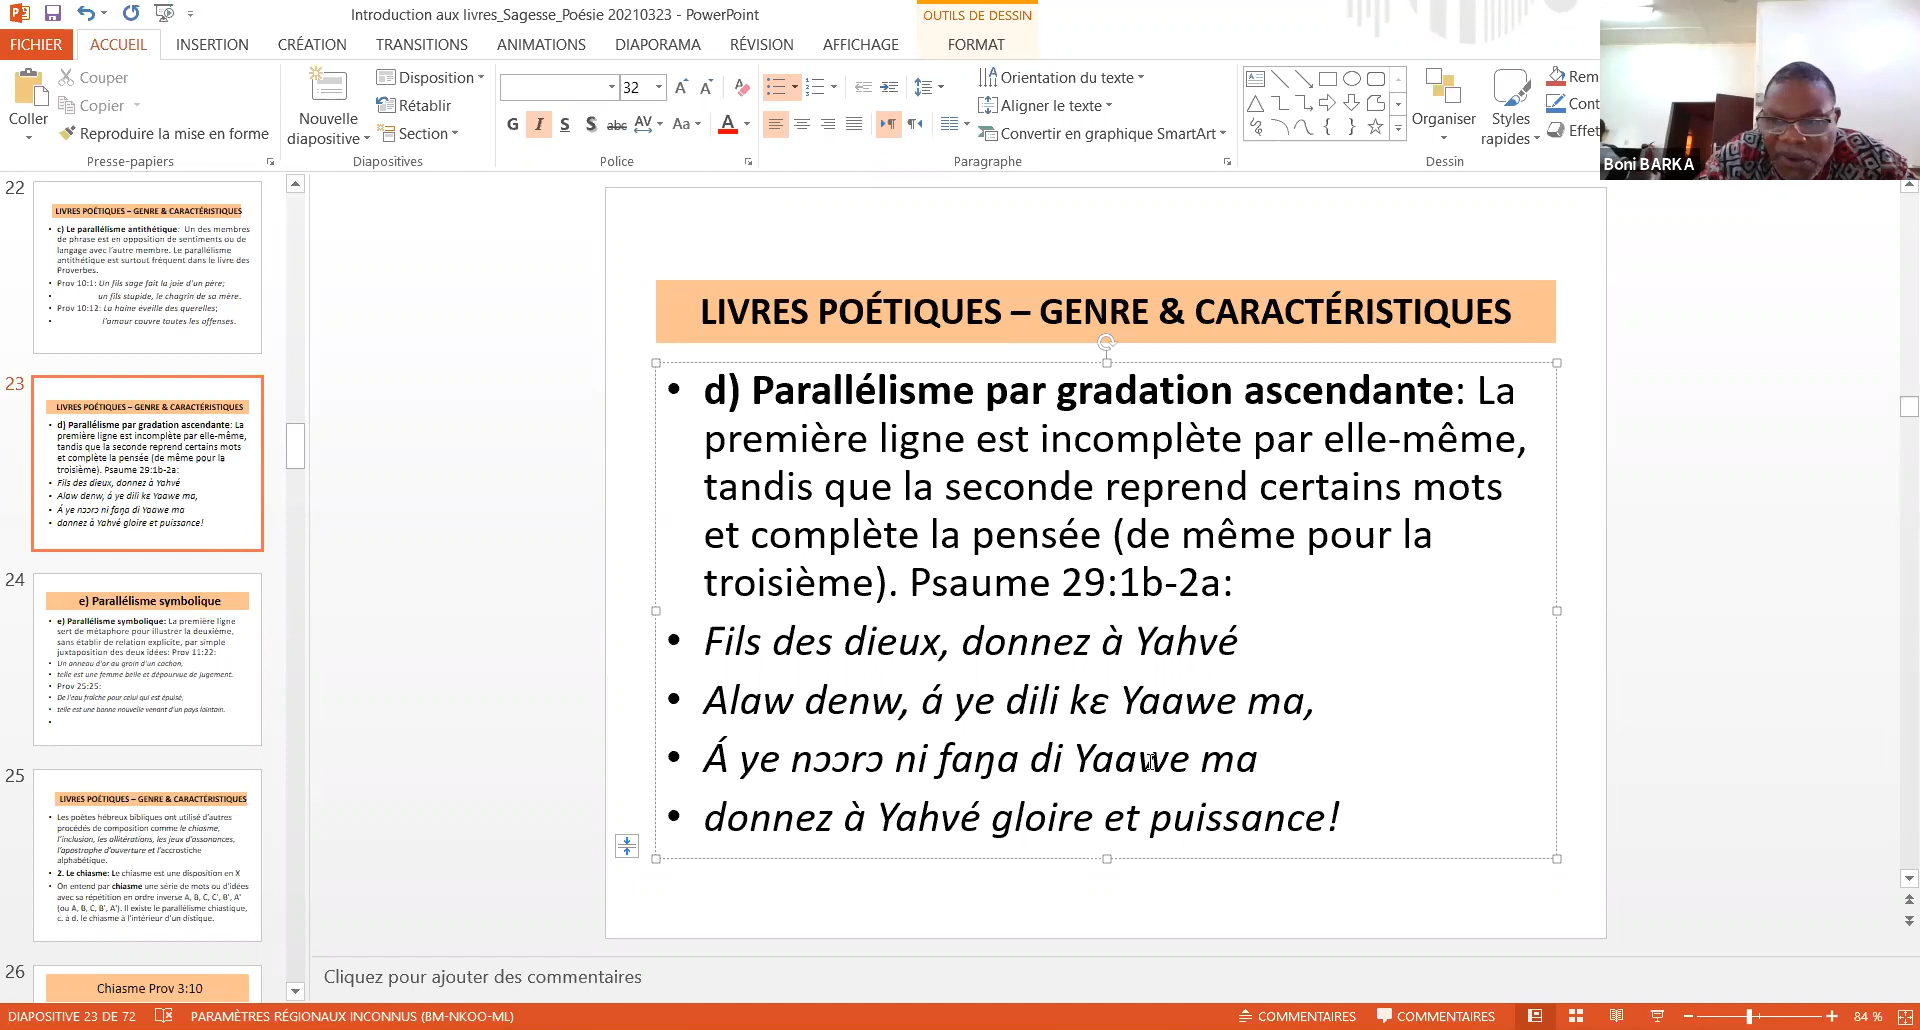 Introduction aux livres_Sagesse_Poésie 20210323 - PowerPoint
OUTILS DE DESSIN
FICHIER
ACCUEIL
INSERTION
CRÉATION
TRANSITIONS
ANIMATIONS
DIAPORAMA
RÉVISION
AFFICHAGE
FORMAT
Coller
Couper
Copier
Reproduire la mise en forme
Presse-papiers
Nouvelle
diapositive
Disposition
Rétablir
Section
Diapositives
32
G I S S abc AV Aa A
Police
Orientation du texte
Aligner le texte
Convertir en graphique SmartArt
Paragraphe
Organiser
Styles
rapides
Rem
Cont
Effet
Dessin
Boni BARKA
22
LIVRES POÉTIQUES – GENRE & CARACTÉRISTIQUES
• c) Le parallélisme antithétique: Un des membres
de phrase est en opposition de sentiments ou de
langage avec l'autre membre. Le parallélisme
antithétique est surtout fréquent dans le livre des
Proverbes.
• Prov 10:1: Un fils sage fait la joie d'un père;
• un fils stupide, le chagrin de sa mère.
• Prov 10:12: La haine éveille des querelles;
• l'amour couvre toutes les offenses.
23
LIVRES POÉTIQUES – GENRE & CARACTÉRISTIQUES
• d) Parallélisme par gradation ascendante: La
première ligne est incomplète par elle-même,
tandis que la seconde reprend certains mots
et complète la pensée (de même pour la
troisième). Psaume 29:1b-2a:
• Fils des dieux, donnez à Yahvé
• Alaw denw, á ye dili kɛ Yaawe ma,
• Á ye nɔɔrɔ ni faŋa di Yaawe ma
• donnez à Yahvé gloire et puissance!
24
e) Parallélisme symbolique
• e) Parallélisme symbolique: La première ligne
sert de métaphore pour illustrer la deuxième,
sans établir de relation explicite, par simple
juxtaposition des deux idées: Prov 11:22:
• Un anneau d'or au groin d'un cochon,
• telle est une femme belle et dépourvue de jugement.
• Prov 25:25:
• De l'eau fraîche pour celui qui est épuisé,
• telle est une bonne nouvelle venant d'un pays lointain.
•
25
LIVRES POÉTIQUES – GENRE & CARACTÉRISTIQUES
• Les poètes hébreux bibliques ont utilisé d'autres
procédés de composition comme le chiasme,
l'inclusion, les allitérations, les jeux d'assonances,
l'apostrophe d'ouverture et l'accrostiche
alphabétique.
• 2. Le chiasme: Le chiasme est une disposition en X
• On entend par chiasme une série de mots ou d'idées
avec sa répétition en ordre inverse A, B, C, C', B', A'
(ou A, B, C, B', A'). Il existe le parallélisme chiastique,
c. à d. le chiasme à l'intérieur d'un distique.
26
Chiasme Prov 3:10
LIVRES POÉTIQUES – GENRE & CARACTÉRISTIQUES
• d) Parallélisme par gradation ascendante: La
première ligne est incomplète par elle-même,
tandis que la seconde reprend certains mots
et complète la pensée (de même pour la
troisième). Psaume 29:1b-2a:
• Fils des dieux, donnez à Yahvé
• Alaw denw, á ye dili kɛ Yaawe ma,
• Á ye nɔɔrɔ ni faŋa di Yaawe ma
• donnez à Yahvé gloire et puissance!
Cliquez pour ajouter des commentaires
DIAPOSITIVE 23 DE 72
PARAMÈTRES RÉGIONAUX INCONNUS (BM-NKOO-ML)
COMMENTAIRES
COMMENTAIRES
84 %